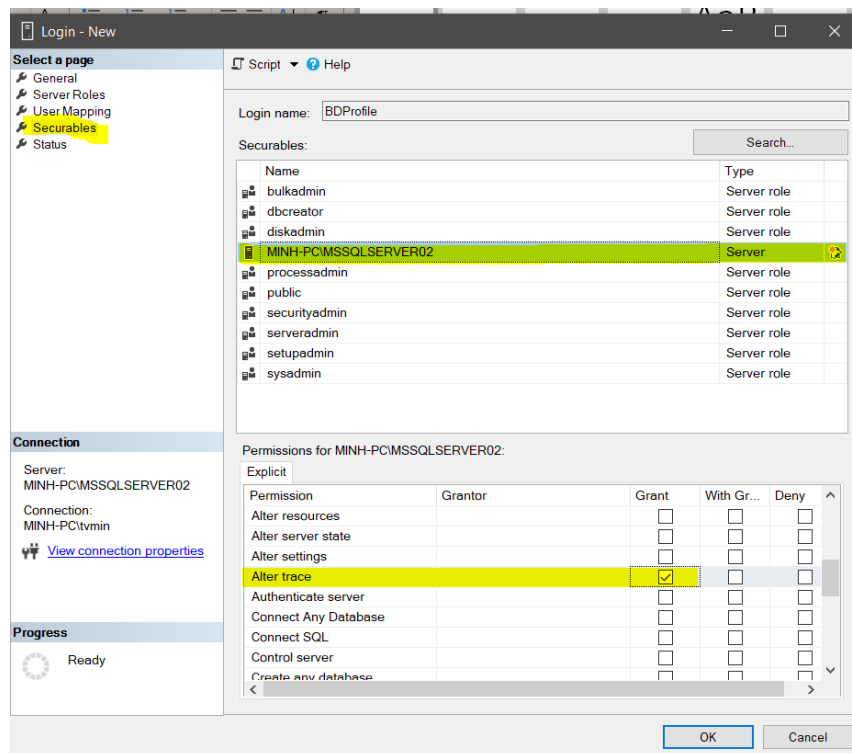 Login - New
Select a page
General
Server Roles
User Mapping
Securables
Status
Script Help
Login name: BDProfile
Securables: Search...
Name Type
bulkadmin Server role
dbcreator Server role
diskadmin Server role
MINH-PC\MSSQLSERVER02 Server
processadmin Server role
public Server role
securityadmin Server role
serveradmin Server role
setupadmin Server role
sysadmin Server role
Connection
Server:
MINH-PC\MSSQLSERVER02
Connection:
MINH-PC\tvmin
View connection properties
Progress
Ready
Permissions for MINH-PC\MSSQLSERVER02:
Explicit
Permission Grantor Grant With Gr... Deny
Alter resources
Alter server state
Alter settings
Alter trace
Authenticate server
Connect Any Database
Connect SQL
Control server
Create any database
OK Cancel